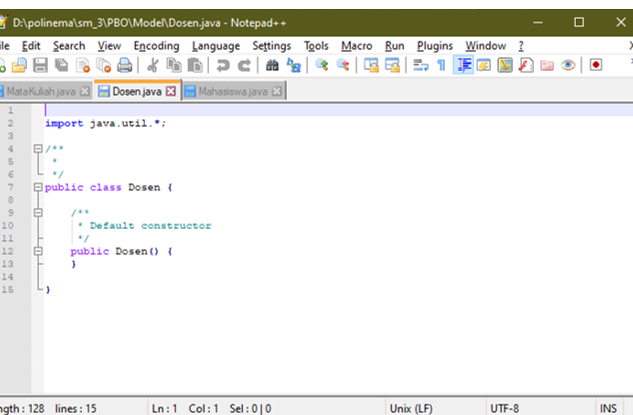 D:\polinema\sm_3\PBO\Model\Dosen.java - Notepad++
Edit Search View Encoding Language Settings Tools Macro Run Plugins Window ?
MataKuliah.java Dosen.java Mahasiswa.java
1
2 import java.util.*;
3
4 /**
5 *
6 */
7 public class Dosen {
8
9 /**
10 * Default constructor
11 */
12 public Dosen() {
13 }
14
15 }
length : 128 lines : 15 Ln : 1 Col : 1 Sel : 0 | 0 Unix (LF) UTF-8 INS